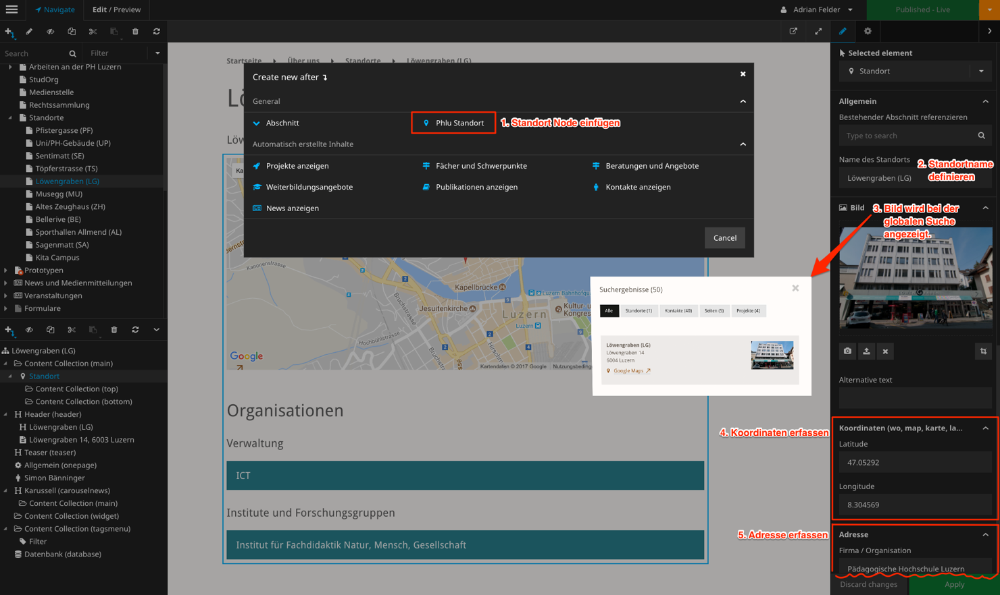 Navigate
Edit / Preview
Adrian Felder
Published - Live
Search
Filter
Arbeiten an der PH Luzern
StudOrg
Medienstelle
Rechtssammlung
Standorte
Pfistergasse (PF)
Uni/PH-Gebäude (UP)
Sentimatt (SE)
Töpferstrasse (TS)
Löwengraben (LG)
Musegg (MU)
Altes Zeughaus (ZH)
Bellerive (BE)
Sporthallen Allmend (AL)
Sagenmatt (SA)
Kita Campus
Prototypen
News und Medienmitteilungen
Veranstaltungen
Formulare
Löwengraben (LG)
Content Collection (main)
Standort
Content Collection (top)
Content Collection (bottom)
Header (header)
Löwengraben (LG)
Löwengraben 14, 6003 Luzern
Teaser (teaser)
Allgemein (onepage)
Simon Bänninger
Karussell (carouselnews)
Content Collection (main)
Content Collection (widget)
Content Collection (tagsmenu)
Filter
Datenbank (database)
Startseite
Über uns
Standorte
Löwengraben (LG)
Lö
Löw
Ka
Create new after
General
Abschnitt
Phlu Standort
1. Standort Node einfügen
Automatisch erstellte Inhalte
Projekte anzeigen
Fächer und Schwerpunkte
Beratungen und Angebote
Weiterbildungsangebote
Publikationen anzeigen
Kontakte anzeigen
News anzeigen
Cancel
Kanonenstrasse
Kapellbrücke
Jesuitenkirche
Luzern Bahnhofqu
Kultur- u
Kongres
Luzern
Luzern
Hochbühlstrasse
Hirschm
Google
Kartendaten © 2017 Google
Nutzungsbeding
Suchergebnisse (50)
Alle
Standorte (1)
Kontakte (40)
Seiten (5)
Projekte (4)
Löwengraben (LG)
Löwengraben 14
6004 Luzern
Google Maps
Organisationen
Verwaltung
ICT
Institute und Forschungsgruppen
Institut für Fachdidaktik Natur, Mensch, Gesellschaft
Selected element
Standort
Allgemein
Bestehender Abschnitt referenzieren
Type to search
Name des Standorts
Löwengraben (LG)
2. Standortname
definieren
Bild
3. Bild wird bei der
globalen Suche
angezeigt.
Alternative text
4. Koordinaten erfassen
Koordinaten (wo, map, karte, la...
Latitude
47.05292
Longitude
8.304569
5. Adresse erfassen
Adresse
Firma / Organisation
Pädagogische Hochschule Luzern
Discard changes
Apply